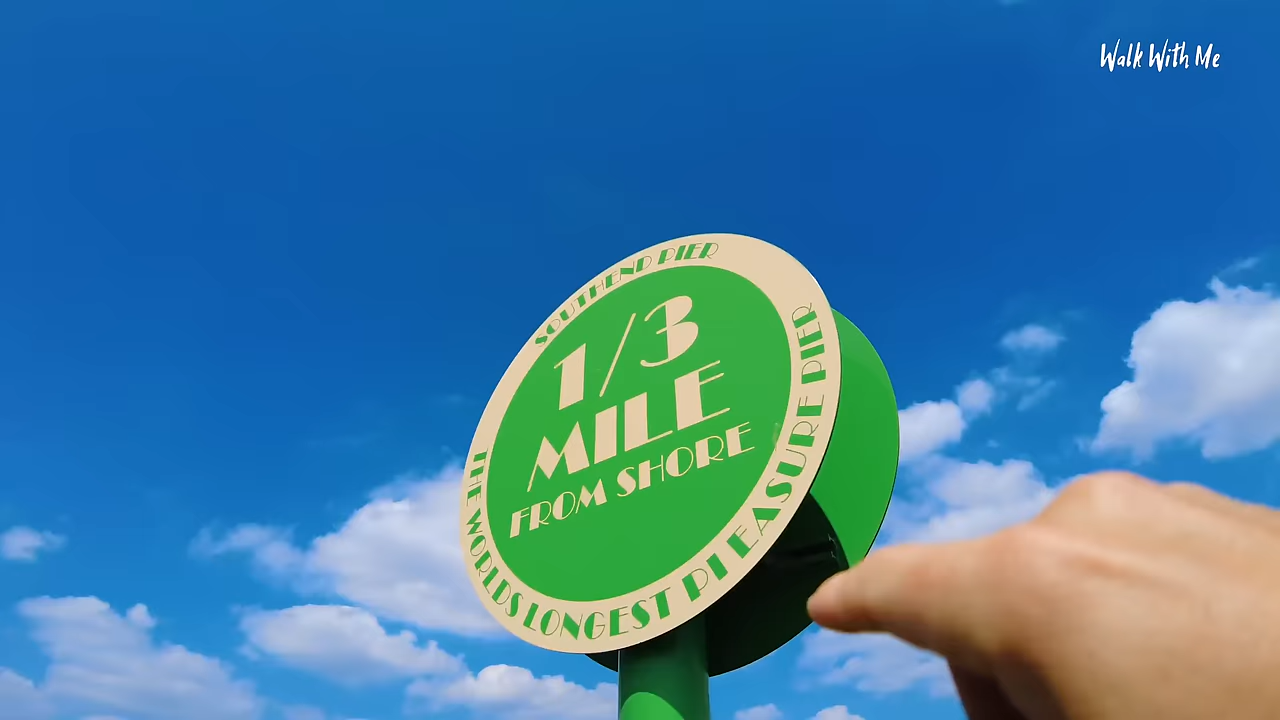 Walk With Me
SOUTHEND PIER
1/3
MILE
FROM SHORE
THE WORLDS LONGEST PLEASURE PIER